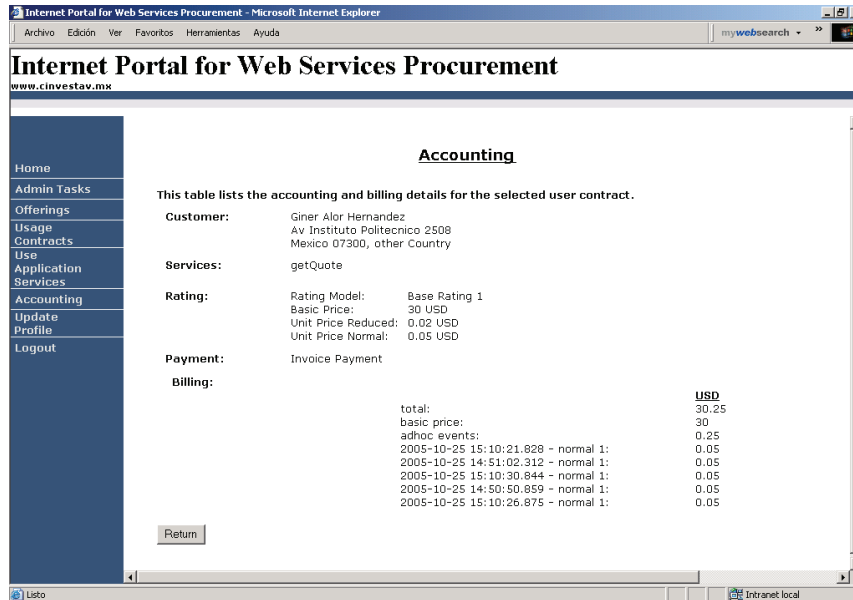 Internet Portal for Web Services Procurement - Microsoft Internet Explorer
Archivo Edición Ver Favoritos Herramientas Ayuda
mywebsearch
»
Internet Portal for Web Services Procurement
www.cinvestav.mx
Home
Admin Tasks
Offerings
Usage
Contracts
Use
Application
Services
Accounting
Update
Profile
Logout
Accounting
This table lists the accounting and billing details for the selected user contract.
Customer: Giner Alor Hernandez
Av Instituto Politecnico 2508
Mexico 07300, other Country
Services: getQuote
Rating: Rating Model: Base Rating 1
Basic Price: 30 USD
Unit Price Reduced: 0.02 USD
Unit Price Normal: 0.05 USD
Payment: Invoice Payment
Billing:
USD
total: 30.25
basic price: 30
adhoc events: 0.25
2005-10-25 15:10:21.828 - normal 1: 0.05
2005-10-25 14:51:02.312 - normal 1: 0.05
2005-10-25 15:10:30.844 - normal 1: 0.05
2005-10-25 14:50:50.859 - normal 1: 0.05
2005-10-25 15:10:26.875 - normal 1: 0.05
Return
Listo
Intranet local